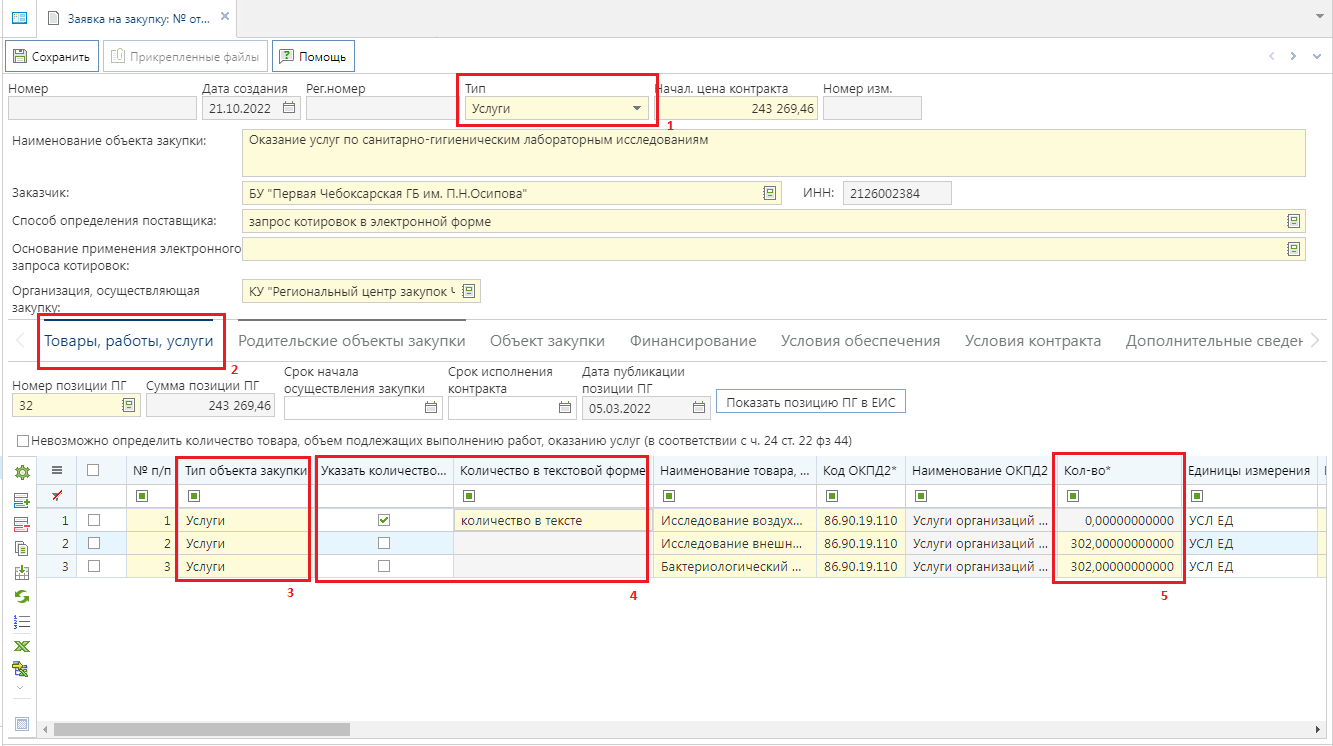 Заявка на закупку: № от...
Сохранить
Прикрепленные файлы
Помощь
Номер
Дата создания
Рег.номер
Тип
Начал. цена контракта
Номер изм.
21.10.2022
Услуги
243 269,46
1
Наименование объекта закупки:
Оказание услуг по санитарно-гигиеническим лабораторным исследованиям
Заказчик:
БУ "Первая Чебоксарская ГБ им. П.Н.Осипова"
ИНН:
2126002384
Способ определения поставщика:
запрос котировок в электронной форме
Основание применения электронного
запроса котировок:
Организация, осуществляющая
закупку:
КУ "Региональный центр закупок
Товары, работы, услуги
Родительские объекты закупки
Объект закупки
Финансирование
Условия обеспечения
Условия контракта
Дополнительные сведен
2
Номер позиции ПГ
Сумма позиции ПГ
Срок начала
осуществления закупки
Срок исполнения
контракта
Дата публикации
позиции ПГ
32
243 269,46
05.03.2022
Показать позицию ПГ в ЕИС
Невозможно определить количество товара, объем подлежащих выполнению работ, оказанию услуг (в соответствии с ч. 24 ст. 22 фз 44)
№ п/п
Тип объекта закупки
Указать количество...
Количество в текстовой форме
Наименование товара, ...
Код ОКПД2*
Наименование ОКПД2
Кол-во*
Единицы измерения
1 1 Услуги количество в тексте Исследование воздух... 86.90.19.110 Услуги организаций ... 0,00000000000 УСЛ ЕД
2 2 Услуги Исследование внешн... 86.90.19.110 Услуги организаций ... 302,00000000000 УСЛ ЕД
3 3 Услуги Бактериологический ... 86.90.19.110 Услуги организаций ... 302,00000000000 УСЛ ЕД
3
4
5